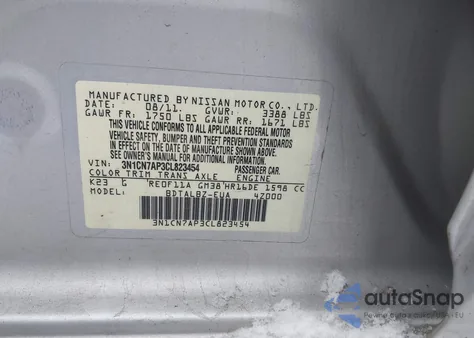 MANUFACTURED BY NISSAN MOTOR CO., LTD.
DATE: 08/11. GVWR: 3388 LBS
GAWR FR: 1750 LBS GAWR RR: 1671 LBS
THIS VEHICLE CONFORMS TO ALL APPLICABLE FEDERAL MOTOR
VEHICLE SAFETY, BUMPER, AND THEFT PREVENTION STANDARDS
IN EFFECT ON THE DATE OF MANUFACTURE SHOWN ABOVE.
SEE OWNER'S MANUAL FOR ADDITIONAL INFORMATION.
PASSENGER CAR.
VIN: 3N1CN7AP3CL823454
COLOR TRIM TRANS AXLE ENGINE
K23 G RE0F11A GM38 HR16DE 1598 CC
MODEL: BDTALBZ-EUA 4Z000
3N1CN7AP3CL823454
autoSnap